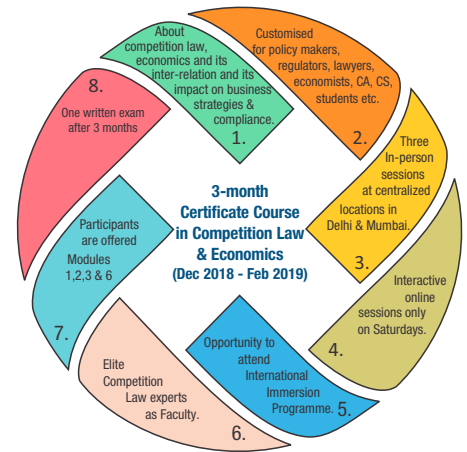 About
competition law,
economics and its
inter-relation and its
impact on business
strategies &
compliance.
1.
Customised
for policy makers,
regulators, lawyers,
economists, CA, CS,
students etc.
2.
Three
In-person
sessions
at centralized
locations in
Delhi & Mumbai.
3.
Interactive
online
sessions only
on Saturdays.
4.
Opportunity to
attend
International
Immersion
Programme. 5.
Elite
Competition
Law experts
as Faculty.
6.
Participants
are offered
Modules
1,2,3 & 6
7.
8.
One written exam
after 3 months
3-month
Certificate Course
in Competition Law
& Economics
(Dec 2018 - Feb 2019)